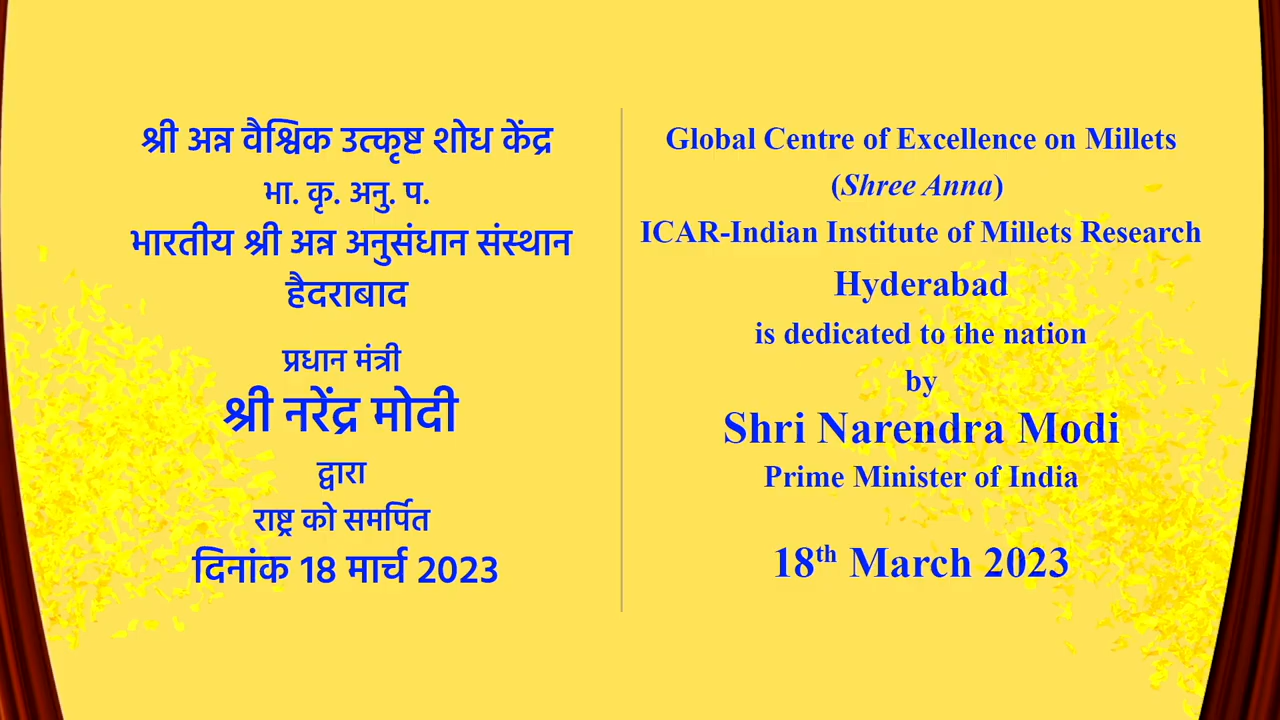 श्री अन्न वैश्विक उत्कृष्ट शोध केंद्र
भा. कृ. अनु. प.
भारतीय श्री अन्न अनुसंधान संस्थान
हैदराबाद
प्रधान मंत्री
श्री नरेंद्र मोदी
द्वारा
राष्ट्र को समर्पित
दिनांक 18 मार्च 2023
Global Centre of Excellence on Millets
(Shree Anna)
ICAR-Indian Institute of Millets Research
Hyderabad
is dedicated to the nation
by
Shri Narendra Modi
Prime Minister of India
18th March 2023